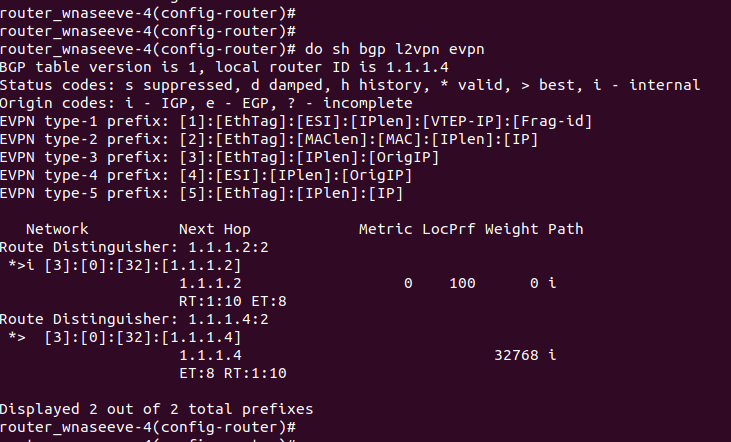 router_wnaseeve-4(config-router)#
router_wnaseeve-4(config-router)#
router_wnaseeve-4(config-router)# do sh bgp l2vpn evpn
BGP table version is 1, local router ID is 1.1.1.4
Status codes: s suppressed, d damped, h history, * valid, > best, i - internal
Origin codes: i - IGP, e - EGP, ? - incomplete
EVPN type-1 prefix: [1]:[EthTag]:[ESI]:[IPlen]:[VTEP-IP]:[Frag-id]
EVPN type-2 prefix: [2]:[EthTag]:[MAClen]:[MAC]:[IPlen]:[IP]
EVPN type-3 prefix: [3]:[EthTag]:[IPlen]:[OrigIP]
EVPN type-4 prefix: [4]:[ESI]:[IPlen]:[OrigIP]
EVPN type-5 prefix: [5]:[EthTag]:[IPlen]:[IP]
   Network          Next Hop            Metric LocPrf Weight Path
Route Distinguisher: 1.1.1.2:2
 *>i [3]:[0]:[32]:[1.1.1.2]
                    1.1.1.2                  0    100      0 i
                    RT:1:10 ET:8
Route Distinguisher: 1.1.1.4:2
 *>  [3]:[0]:[32]:[1.1.1.4]
                    1.1.1.4                            32768 i
                    ET:8 RT:1:10
Displayed 2 out of 2 total prefixes
router_wnaseeve-4(config-router)#
router_wnaseeve-4(config-router)#